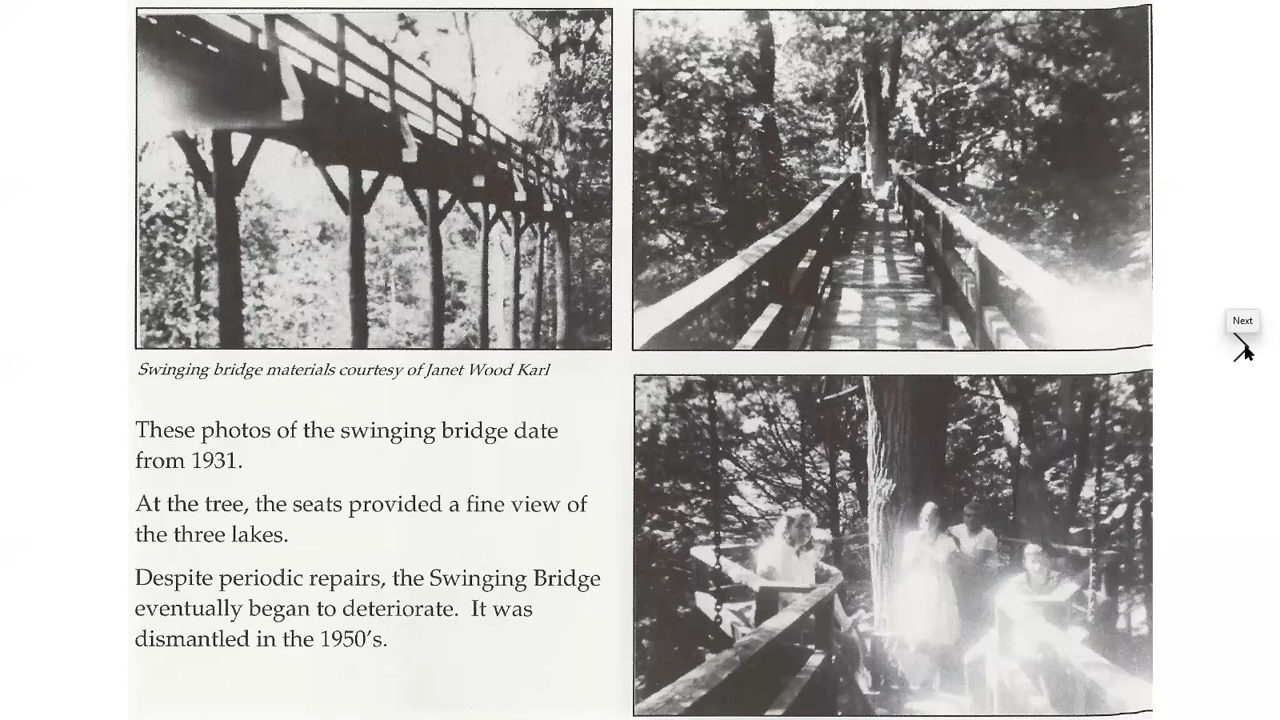 Swinging bridge materials courtesy of Janet Wood Karl
These photos of the swinging bridge date
from 1931.
At the tree, the seats provided a fine view of
the three lakes.
Despite periodic repairs, the Swinging Bridge
eventually began to deteriorate.  It was
dismantled in the 1950's.
Next